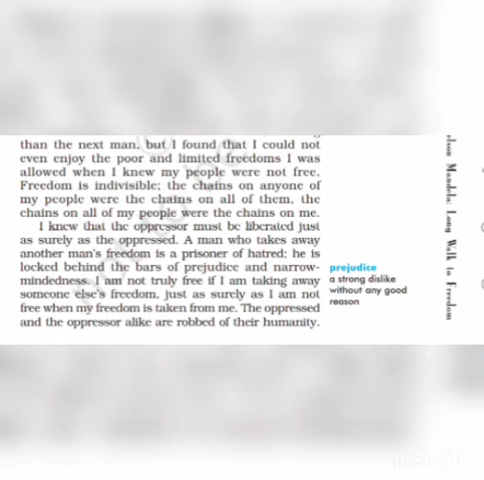 than the next man, but I found that I could not
even enjoy the poor and limited freedoms I was
allowed when I knew my people were not free.
Freedom is indivisible; the chains on anyone of
my people were the chains on all of them, the
chains on all of my people were the chains on me.
I knew that the oppressor must be liberated just
as surely as the oppressed. A man who takes away
another man's freedom is a prisoner of hatred; he is
locked behind the bars of prejudice and narrow-
mindedness. I am not truly free if I am taking away
someone else's freedom, just as surely as I am not
free when my freedom is taken from me. The oppressed
and the oppressor alike are robbed of their humanity.
prejudice
a strong dislike
without any good
reason
elson Mandela: Long Walk to Freedom